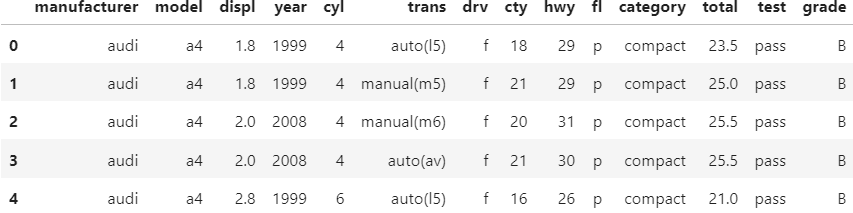 manufacturer model displ year cyl trans drv cty hwy fl category total test grade
0 audi a4 1.8 1999 4 auto(l5) f 18 29 p compact 23.5 pass B
1 audi a4 1.8 1999 4 manual(m5) f 21 29 p compact 25.0 pass B
2 audi a4 2.0 2008 4 manual(m6) f 20 31 p compact 25.5 pass B
3 audi a4 2.0 2008 4 auto(av) f 21 30 p compact 25.5 pass B
4 audi a4 2.8 1999 6 auto(l5) f 16 26 p compact 21.0 pass B